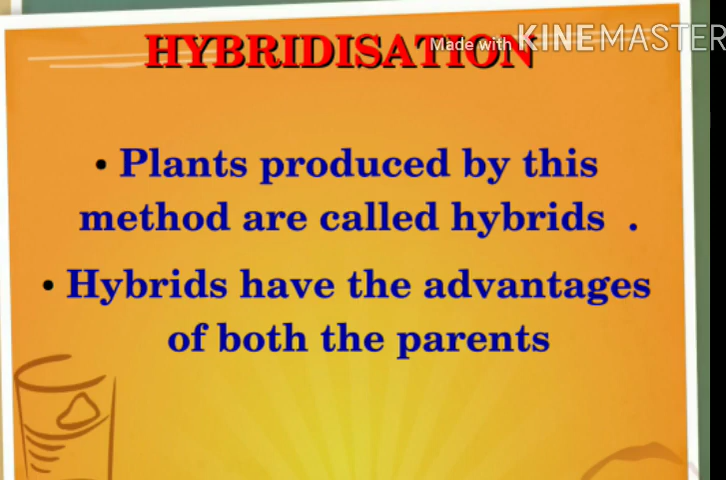 Made with KINEMASTER
HYBRIDISATION
• Plants produced by this
method are called hybrids .
• Hybrids have the advantages
of both the parents